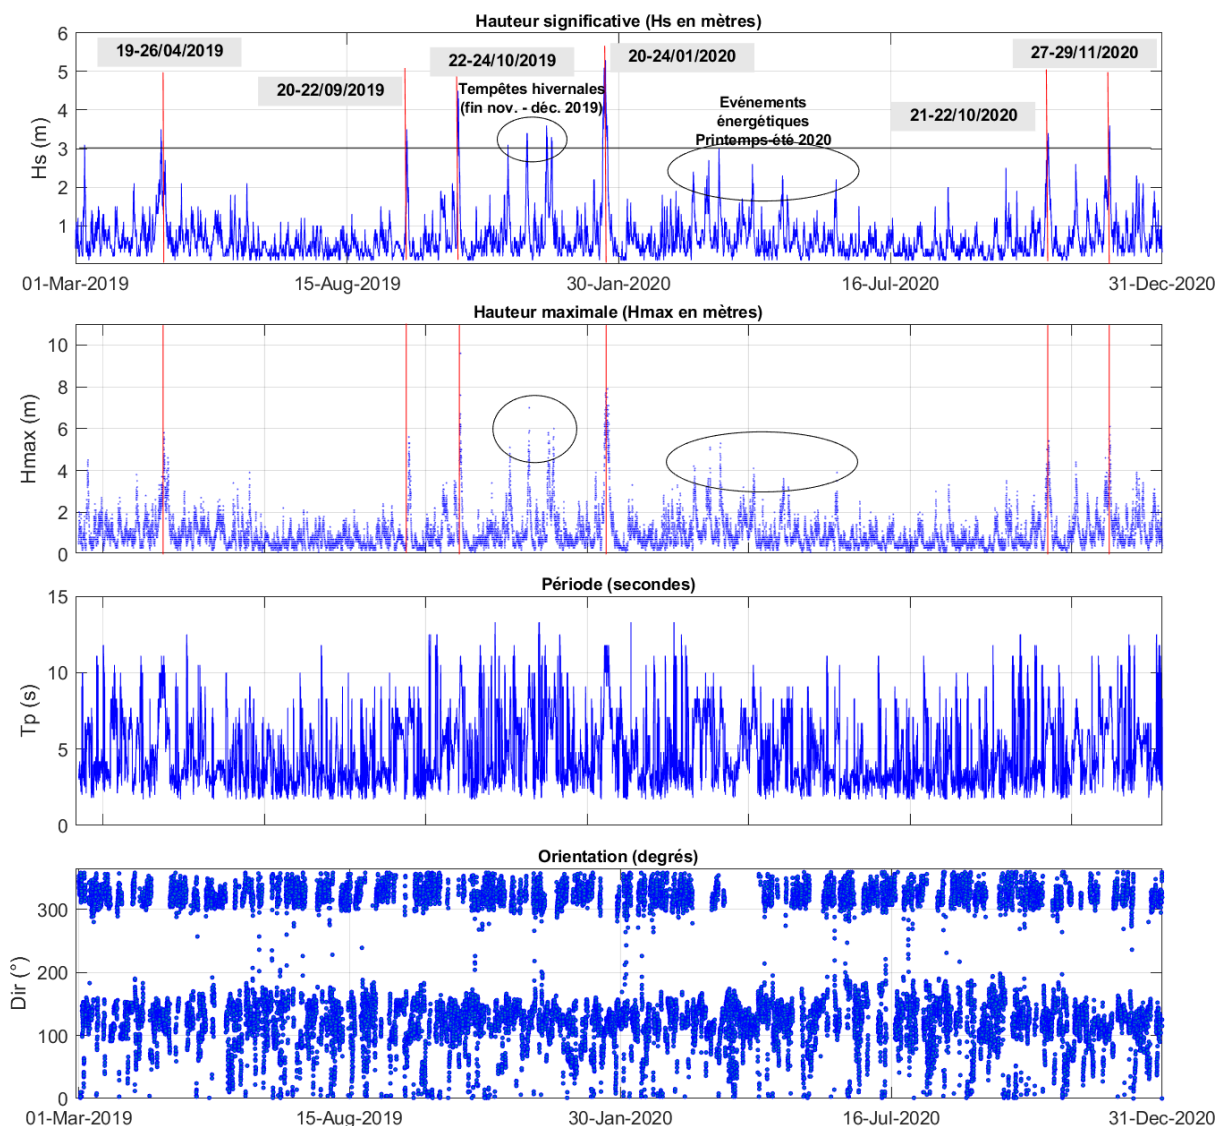 Hauteur significative (Hs en mètres)
6
5
4
3
2
1
Hs (m)
19-26/04/2019
20-22/09/2019
22-24/10/2019
Tempêtes hivernales
(fin nov. - déc. 2019)
20-24/01/2020
Evénements
énergétiques
Printemps-été 2020
21-22/10/2020
27-29/11/2020
01-Mar-2019
15-Aug-2019
30-Jan-2020
16-Jul-2020
31-Dec-2020
Hauteur maximale (Hmax en mètres)
10
8
6
4
2
0
Hmax (m)
Période (secondes)
15
10
5
0
Tp (s)
Orientation (degrés)
300
200
100
0
Dir (°)
01-Mar-2019
15-Aug-2019
30-Jan-2020
16-Jul-2020
31-Dec-2020